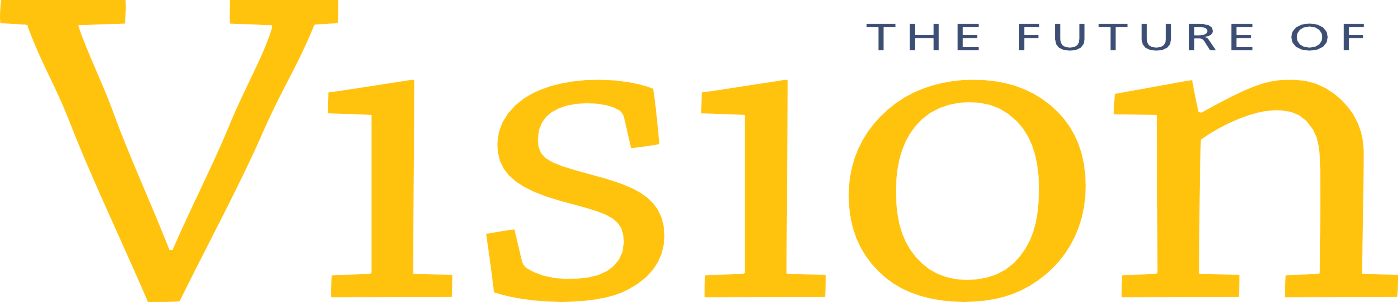 THE FUTURE OF
Vision